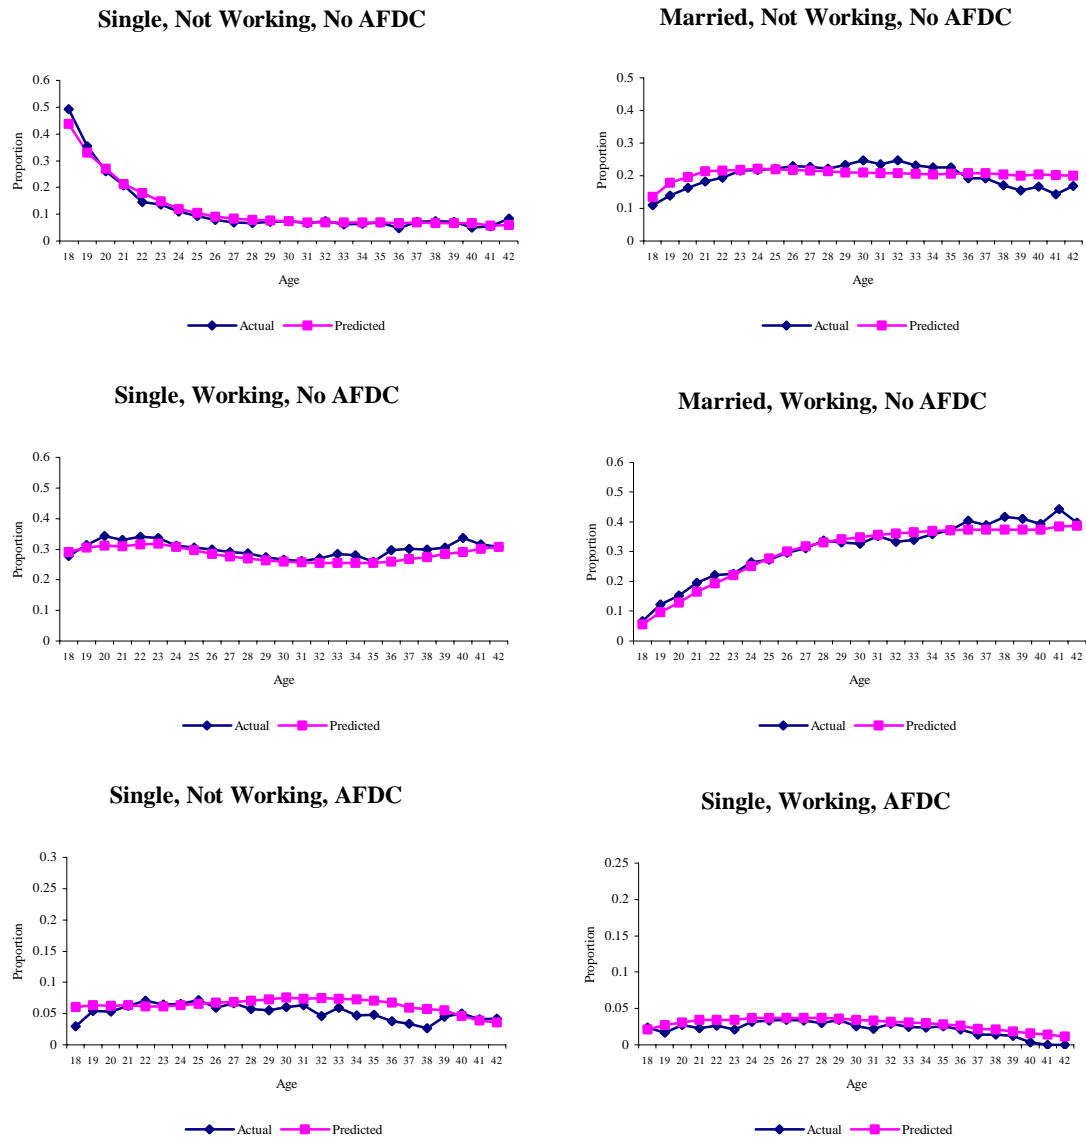 Single, Not Working, No AFDC
0.6
0.5
0.4
0.3
0.2
0.1
0
Proportion
18 19 20 21 22 23 24 25 26 27 28 29 30 31 32 33 34 35 36 37 38 39 40 41 42
Age
Actual Predicted
Married, Not Working, No AFDC
0.5
0.4
0.3
0.2
0.1
0
Proportion
18 19 20 21 22 23 24 25 26 27 28 29 30 31 32 33 34 35 36 37 38 39 40 41 42
Age
Actual Predicted
Single, Working, No AFDC
0.6
0.5
0.4
0.3
0.2
0.1
0
Proportion
18 19 20 21 22 23 24 25 26 27 28 29 30 31 32 33 34 35 36 37 38 39 40 41 42
Age
Actual Predicted
Married, Working, No AFDC
0.6
0.5
0.4
0.3
0.2
0.1
0
Proportion
18 19 20 21 22 23 24 25 26 27 28 29 30 31 32 33 34 35 36 37 38 39 40 41 42
Age
Actual Predicted
Single, Not Working, AFDC
0.3
0.25
0.2
0.15
0.1
0.05
0
Proportion
18 19 20 21 22 23 24 25 26 27 28 29 30 31 32 33 34 35 36 37 38 39 40 41 42
Age
Actual Predicted
Single, Working, AFDC
0.25
0.2
0.15
0.1
0.05
0
Proportion
18 19 20 21 22 23 24 25 26 27 28 29 30 31 32 33 34 35 36 37 38 39 40 41 42
Age
Actual Predicted